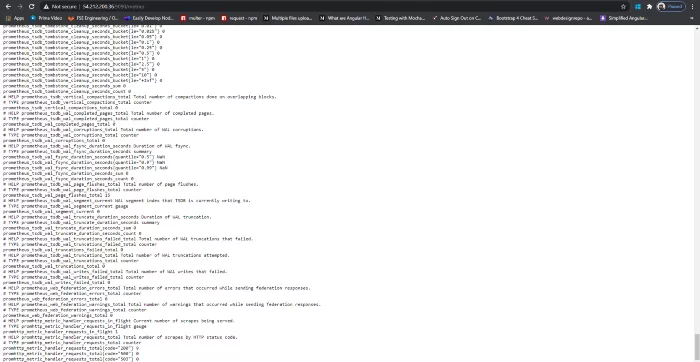 Not secure | 54.212.200.36:9090/metrics
Paused
Apps
Prime Video
FSE Engineering / O...
Easily Develop Nod...
multer - npm
request - npm
Multiple files uploa...
What are Angular H...
Testing with Mocha...
Auto Sign Out on C...
Bootstrap 4 Cheat S...
webdesignrepo - a...
Simplified Angular...
prometheus_tsdb_tombstone_cleanup_seconds_bucket{le="0.01"} 0
prometheus_tsdb_tombstone_cleanup_seconds_bucket{le="0.025"} 0
prometheus_tsdb_tombstone_cleanup_seconds_bucket{le="0.05"} 0
prometheus_tsdb_tombstone_cleanup_seconds_bucket{le="0.1"} 0
prometheus_tsdb_tombstone_cleanup_seconds_bucket{le="0.25"} 0
prometheus_tsdb_tombstone_cleanup_seconds_bucket{le="0.5"} 0
prometheus_tsdb_tombstone_cleanup_seconds_bucket{le="1"} 0
prometheus_tsdb_tombstone_cleanup_seconds_bucket{le="2.5"} 0
prometheus_tsdb_tombstone_cleanup_seconds_bucket{le="5"} 0
prometheus_tsdb_tombstone_cleanup_seconds_bucket{le="10"} 0
prometheus_tsdb_tombstone_cleanup_seconds_bucket{le="+Inf"} 0
prometheus_tsdb_tombstone_cleanup_seconds_sum 0
prometheus_tsdb_tombstone_cleanup_seconds_count 0
# HELP prometheus_tsdb_vertical_compactions_total Total number of compactions done on overlapping blocks.
# TYPE prometheus_tsdb_vertical_compactions_total counter
prometheus_tsdb_vertical_compactions_total 0
# HELP prometheus_tsdb_wal_completed_pages_total Total number of completed pages.
# TYPE prometheus_tsdb_wal_completed_pages_total counter
prometheus_tsdb_wal_completed_pages_total 0
# HELP prometheus_tsdb_wal_corruptions_total Total number of WAL corruptions.
# TYPE prometheus_tsdb_wal_corruptions_total counter
prometheus_tsdb_wal_corruptions_total 0
# HELP prometheus_tsdb_wal_fsync_duration_seconds Duration of WAL fsync.
# TYPE prometheus_tsdb_wal_fsync_duration_seconds summary
prometheus_tsdb_wal_fsync_duration_seconds{quantile="0.5"} NaN
prometheus_tsdb_wal_fsync_duration_seconds{quantile="0.9"} NaN
prometheus_tsdb_wal_fsync_duration_seconds{quantile="0.99"} NaN
prometheus_tsdb_wal_fsync_duration_seconds_sum 0
prometheus_tsdb_wal_fsync_duration_seconds_count 0
# HELP prometheus_tsdb_wal_page_flushes_total Total number of page flushes.
# TYPE prometheus_tsdb_wal_page_flushes_total counter
prometheus_tsdb_wal_page_flushes_total 15
# HELP prometheus_tsdb_wal_segment_current WAL segment index that TSDB is currently writing to.
# TYPE prometheus_tsdb_wal_segment_current gauge
prometheus_tsdb_wal_segment_current 0
# HELP prometheus_tsdb_wal_truncate_duration_seconds Duration of WAL truncation.
# TYPE prometheus_tsdb_wal_truncate_duration_seconds summary
prometheus_tsdb_wal_truncate_duration_seconds_sum 0
prometheus_tsdb_wal_truncate_duration_seconds_count 0
# HELP prometheus_tsdb_wal_truncations_failed_total Total number of WAL truncations that failed.
# TYPE prometheus_tsdb_wal_truncations_failed_total counter
prometheus_tsdb_wal_truncations_failed_total 0
# HELP prometheus_tsdb_wal_truncations_total Total number of WAL truncations attempted.
# TYPE prometheus_tsdb_wal_truncations_total counter
prometheus_tsdb_wal_truncations_total 0
# HELP prometheus_tsdb_wal_writes_failed_total Total number of WAL writes that failed.
# TYPE prometheus_tsdb_wal_writes_failed_total counter
prometheus_tsdb_wal_writes_failed_total 0
# HELP prometheus_web_federation_errors_total Total number of errors that occurred while sending federation responses.
# TYPE prometheus_web_federation_errors_total counter
prometheus_web_federation_errors_total 0
# HELP prometheus_web_federation_warnings_total Total number of warnings that occurred while sending federation responses.
# TYPE prometheus_web_federation_warnings_total counter
prometheus_web_federation_warnings_total 0
# HELP promhttp_metric_handler_requests_in_flight Current number of scrapes being served.
# TYPE promhttp_metric_handler_requests_in_flight gauge
promhttp_metric_handler_requests_in_flight 1
# HELP promhttp_metric_handler_requests_total Total number of scrapes by HTTP status code.
# TYPE promhttp_metric_handler_requests_total counter
promhttp_metric_handler_requests_total{code="200"} 9
promhttp_metric_handler_requests_total{code="500"} 0
promhttp_metric_handler_requests_total{code="503"} 0